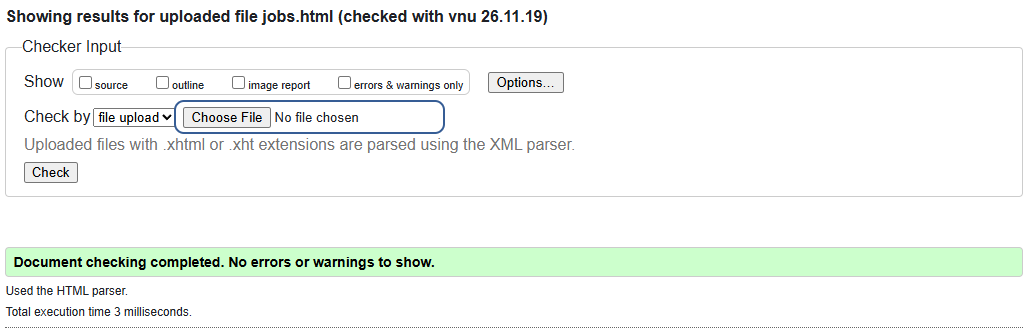 Showing results for uploaded file jobs.html (checked with vnu 26.11.19)
Checker Input
Show source outline image report errors & warnings only Options...
Check by file upload Choose File No file chosen
Uploaded files with .xhtml or .xht extensions are parsed using the XML parser.
Check
Document checking completed. No errors or warnings to show.
Used the HTML parser.
Total execution time 3 milliseconds.